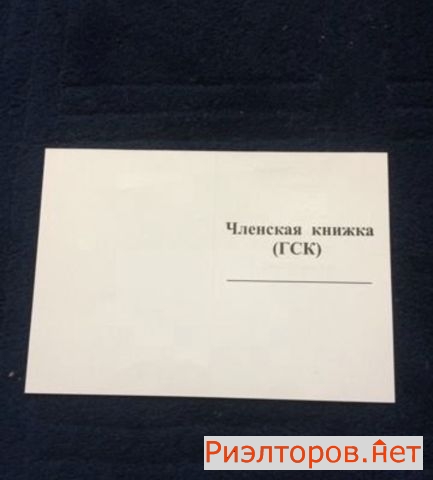 Членская книжка
(ГСК)
Риэлторов.нет